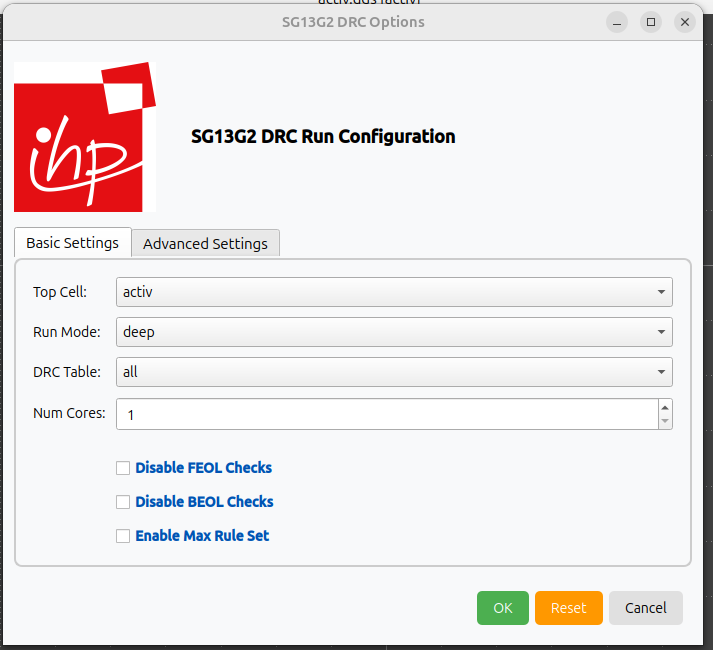 activ.gds [activ]
SG13G2 DRC Options
ihp
SG13G2 DRC Run Configuration
Basic Settings
Advanced Settings
Top Cell: activ
Run Mode: deep
DRC Table: all
Num Cores: 1
Disable FEOL Checks
Disable BEOL Checks
Enable Max Rule Set
OK
Reset
Cancel